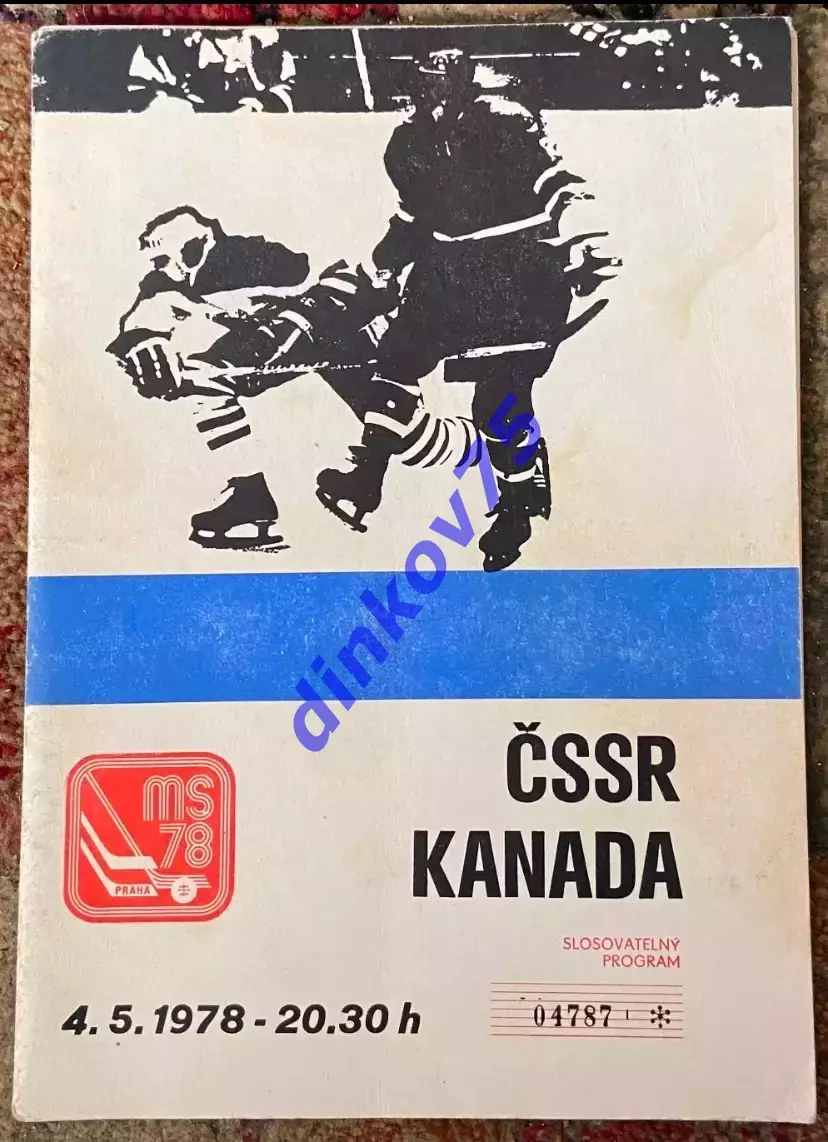 dinkov75
ms
78
PRAHA
ČSSR
KANADA
SLOSOVATELNÝ
PROGRAM
4.5.1978 - 20.30 h
04787 *